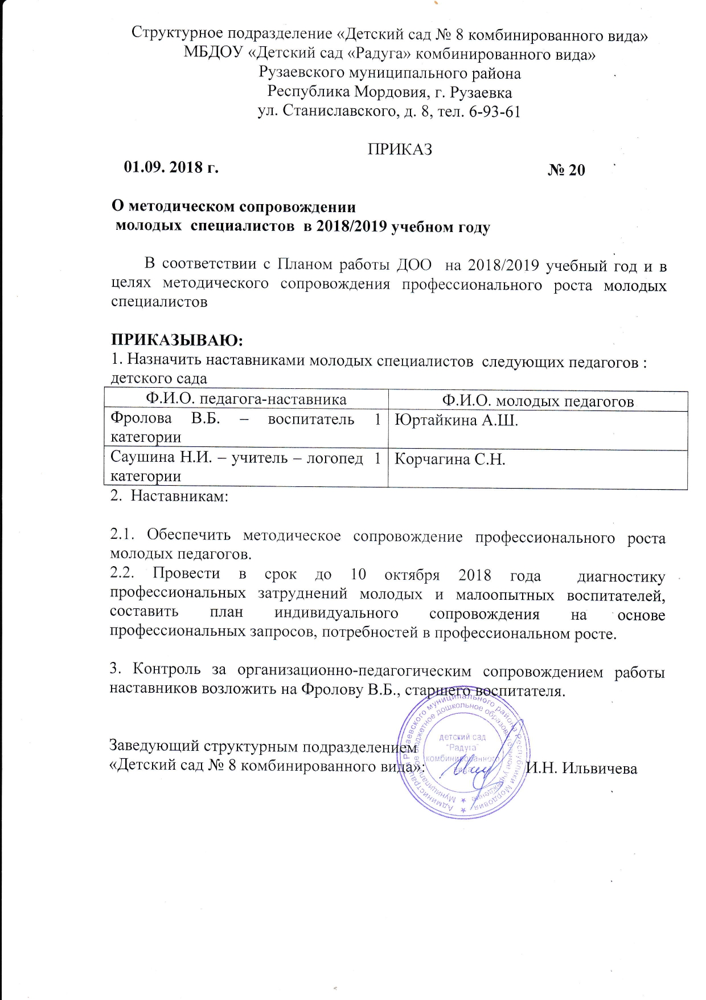 Структурное подразделение «Детский сад № 8 комбинированного вида»
МБДОУ «Детский сад «Радуга» комбинированного вида»
Рузаевского муниципального района
Республика Мордовия, г. Рузаевка
ул. Станиславского, д. 8, тел. 6-93-61
ПРИКАЗ
01.09. 2018 г. № 20
О методическом сопровождении
молодых специалистов в 2018/2019 учебном году
В соответствии с Планом работы ДОО на 2018/2019 учебный год и в
целях методического сопровождения профессионального роста молодых
специалистов
ПРИКАЗЫВАЮ:
1. Назначить наставниками молодых специалистов следующих педагогов :
детского сада
Ф.И.О. педагога-наставника Ф.И.О. молодых педагогов
Фролова В.Б. – воспитатель 1 Юртайкина А.Ш.
категории
Саушина Н.И. – учитель – логопед 1 Корчагина С.Н.
категории
2. Наставникам:
2.1. Обеспечить методическое сопровождение профессионального роста
молодых педагогов.
2.2. Провести в срок до 10 октября 2018 года диагностику
профессиональных затруднений молодых и малоопытных воспитателей,
составить план индивидуального сопровождения на основе
профессиональных запросов, потребностей в профессиональном росте.
3. Контроль за организационно-педагогическим сопровождением работы
наставников возложить на Фролову В.Б., старшего воспитателя.
Заведующий структурным подразделением
«Детский сад № 8 комбинированного вида»: И.Н. Ильвичева
Администрация Рузаевского муниципального района Республики Мордовия
Муниципальное бюджетное дошкольное образовательное учреждение
детский сад
"Радуга"
комбинированного
вида